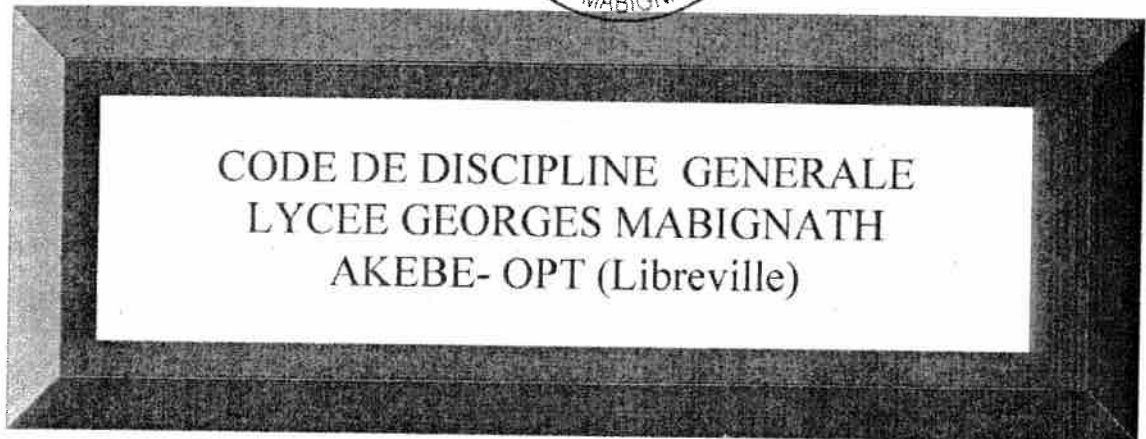 CODE DE DISCIPLINE GENERALE
LYCEE GEORGES MABIGNATH
AKEBE- OPT (Libreville)